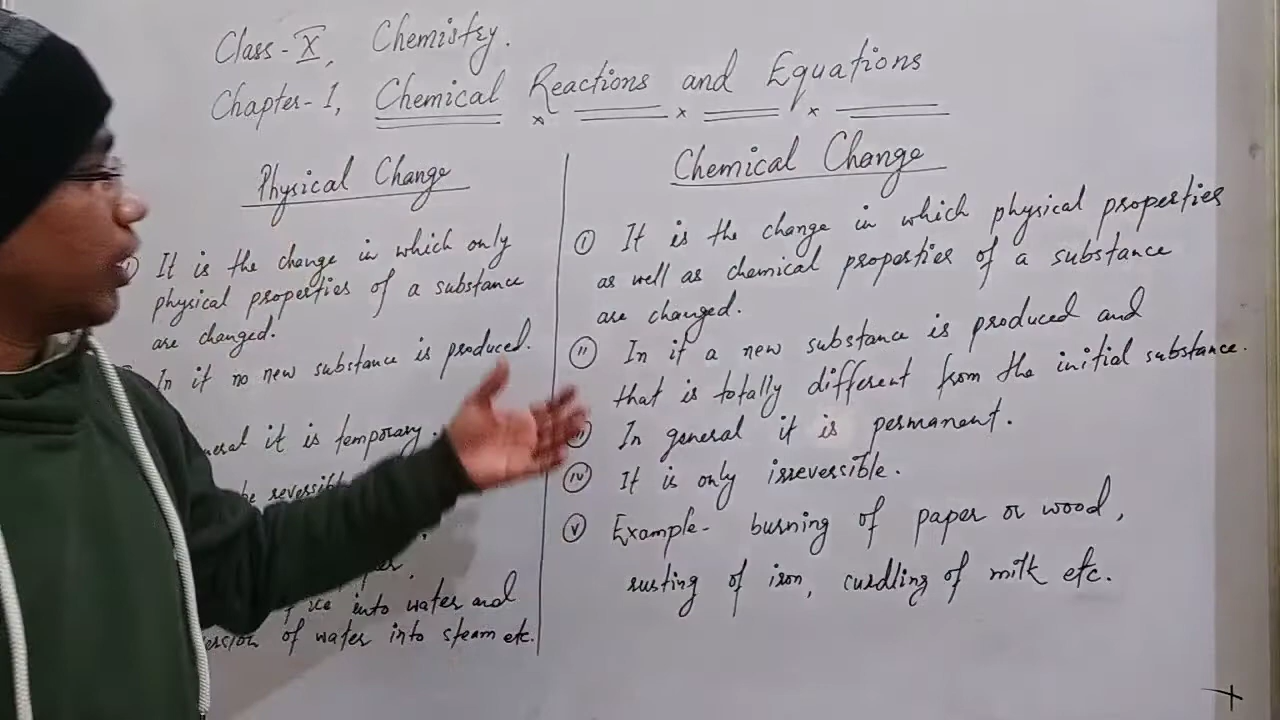 Class-X, Chemistry.
Chapter-1, Chemical Reactions and Equations
Physical Change
It is the change in which only
physical properties of a substance
are changed.
In it no new substance is produced.
it is temporary.
be
ice into water and
of water into steam etc.
Chemical Change
(i) It is the change in which physical properties
as well as chemical properties of a substance
are changed.
(ii) In it a new substance is produced and
that is totally different from the initial substance.
In general it is permanent.
(iv) It is only irreversible.
(v) Example- burning of paper or wood,
rusting of iron, curdling of milk etc.